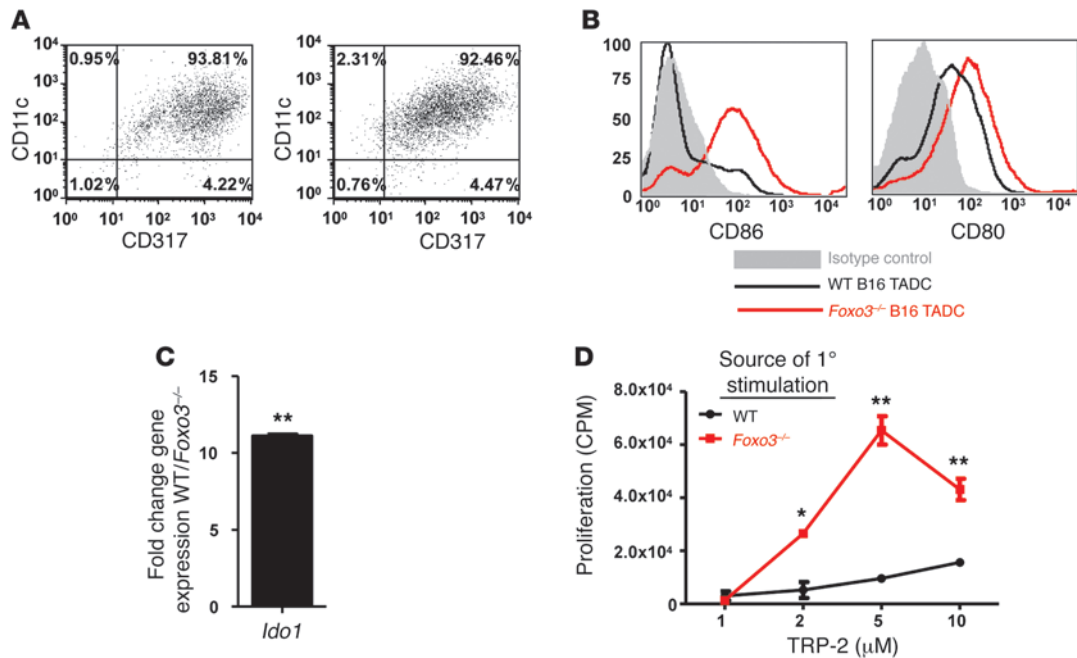 A
10⁴
10³
10²
10¹
10⁰
CD11c
0.95%
93.81%
1.02%
4.22%
10⁰ 10¹ 10² 10³ 10⁴
CD317
10⁴
10³
10²
10¹
10⁰
CD11c
2.31%
92.46%
0.76%
4.47%
10⁰ 10¹ 10² 10³ 10⁴
CD317
B
100
75
50
25
0
10⁰ 10¹ 10² 10³ 10⁴
CD86
10⁰ 10¹ 10² 10³ 10⁴
CD80
Isotype control
WT B16 TADC
Foxo3⁻/⁻ B16 TADC
C
Fold change gene
expression WT/Foxo3⁻/⁻
15
10
5
0
**
Ido1
D
Source of 1°
stimulation
WT
Foxo3⁻/⁻
Proliferation (CPM)
8.0x10⁴
6.0x10⁴
4.0x10⁴
2.0x10⁴
0
*
**
**
1 2 5 10
TRP-2 (μM)